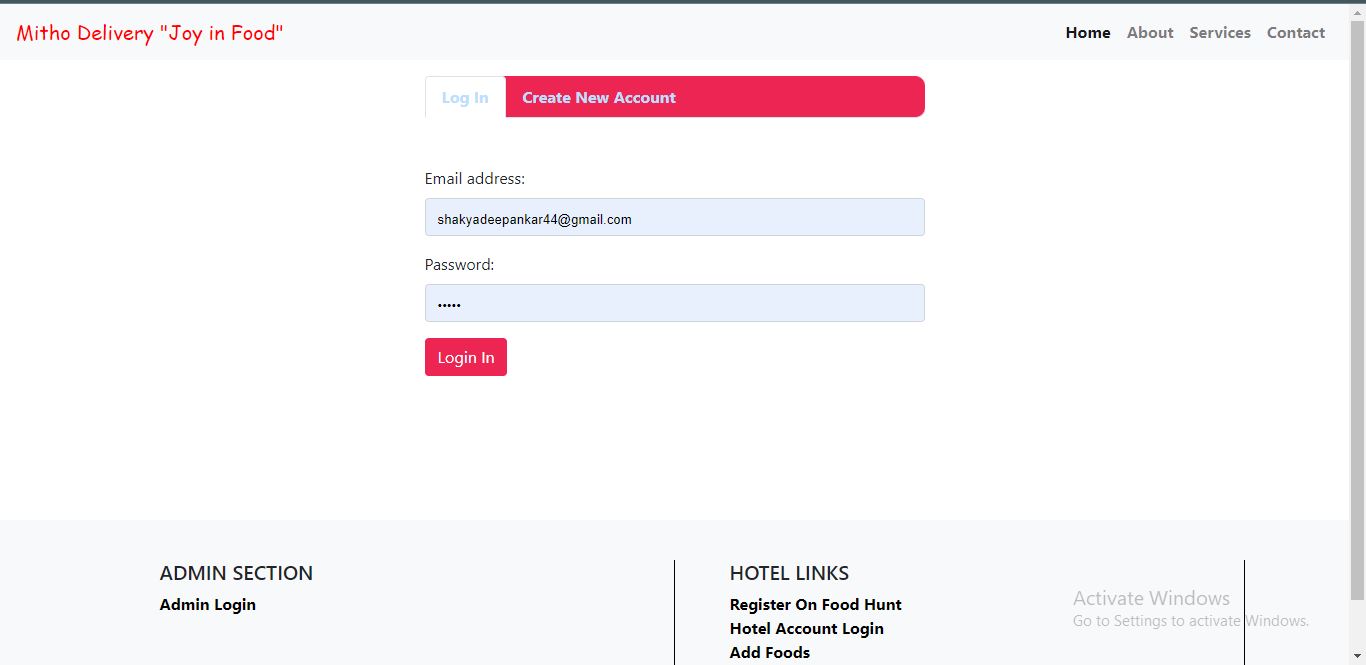 Mitho Delivery "Joy in Food"
Home About Services Contact
Log In Create New Account
Email address:
shakyadeepankar44@gmail.com
Password:
•••••
Login In
ADMIN SECTION
Admin Login
HOTEL LINKS
Register On Food Hunt
Hotel Account Login
Add Foods
Activate Windows
Go to Settings to activate Windows.